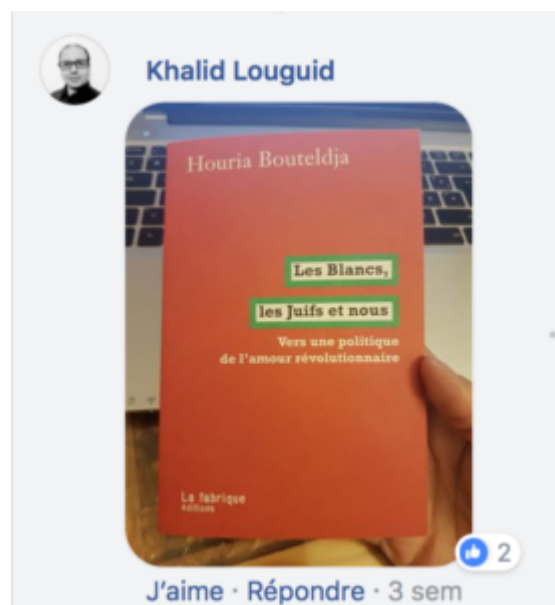 Khalid Louguid
Houria Bouteldja
Les Blancs,
les Juifs et nous
Vers une politique
de l'amour révolutionnaire
La fabrique
éditions
2
J'aime · Répondre · 3 sem